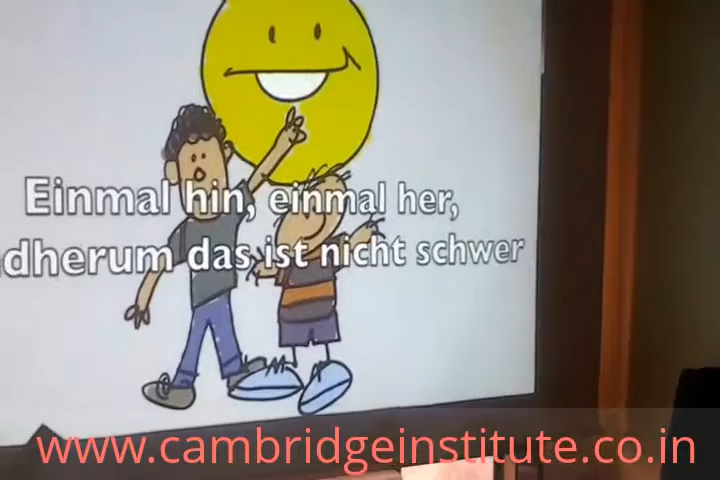 Einmal hin, einmal her,
dherum das ist nicht schwer
www.cambridgeinstitute.co.in